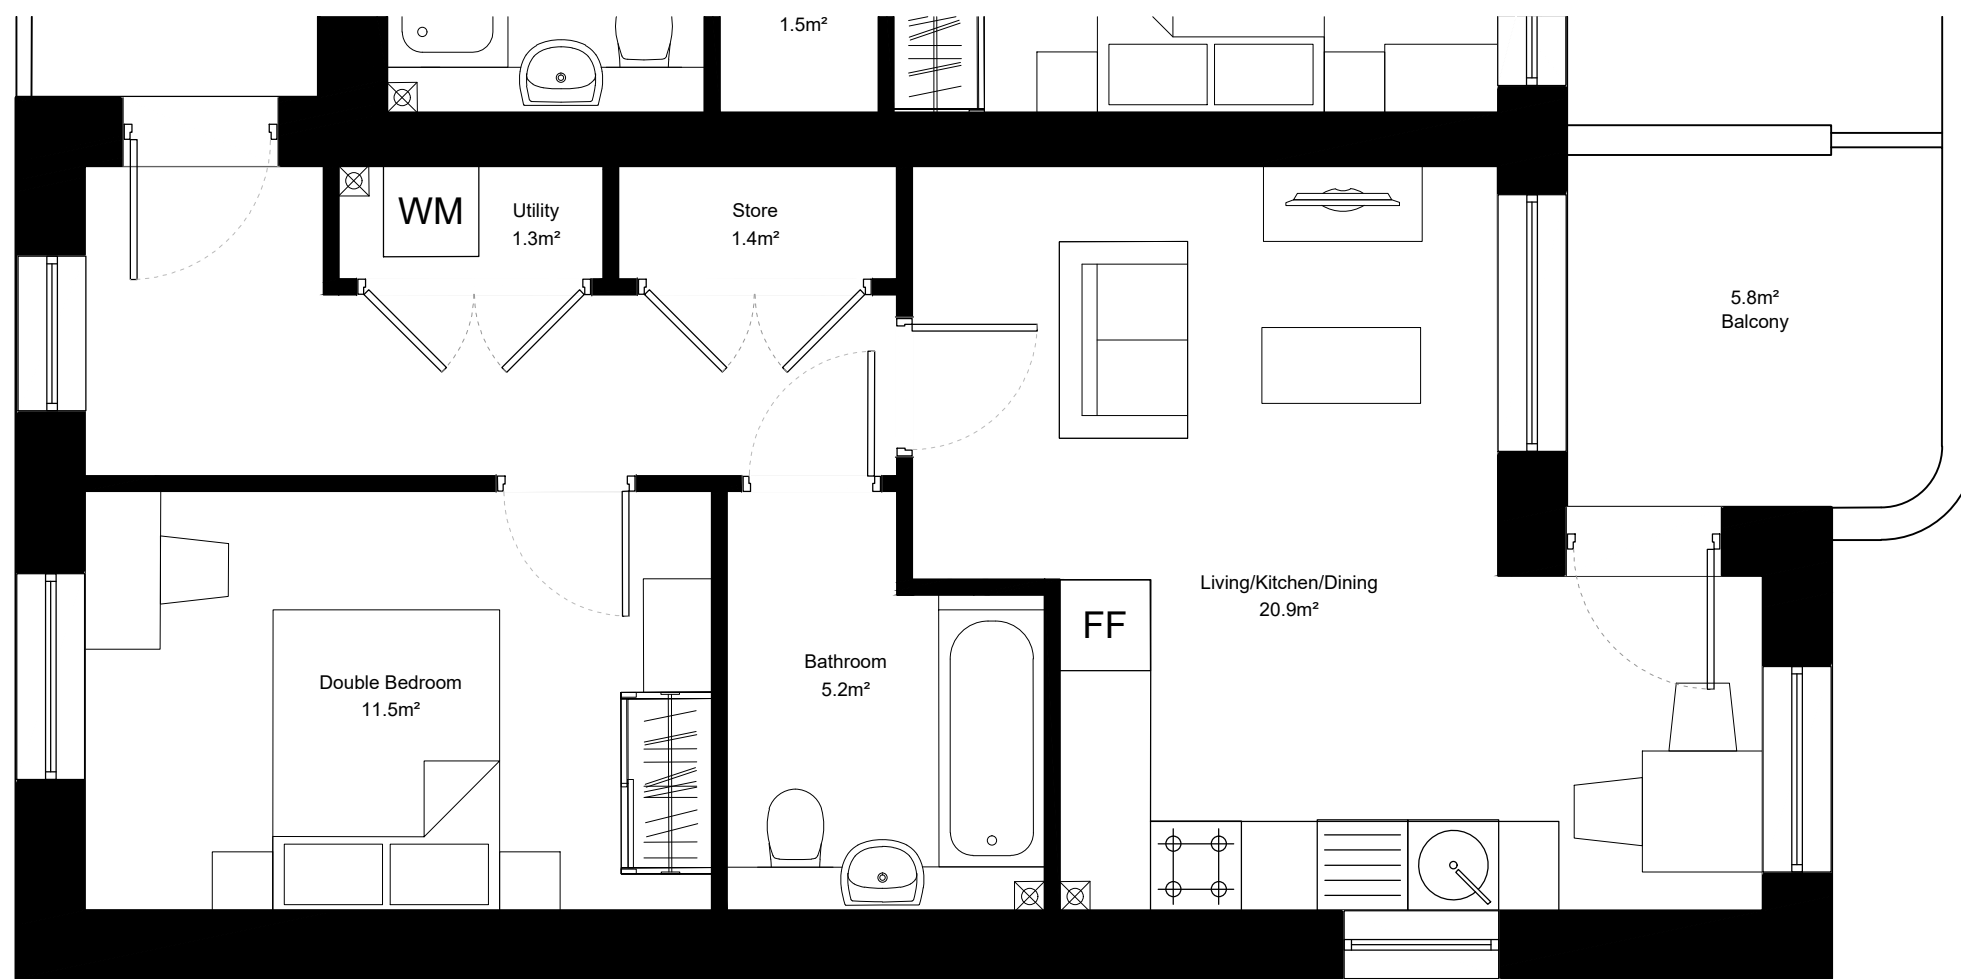 1.5m²
WM
Utility
1.3m²
Store
1.4m²
5.8m²
Balcony
Living/Kitchen/Dining
20.9m²
FF
Bathroom
5.2m²
Double Bedroom
11.5m²